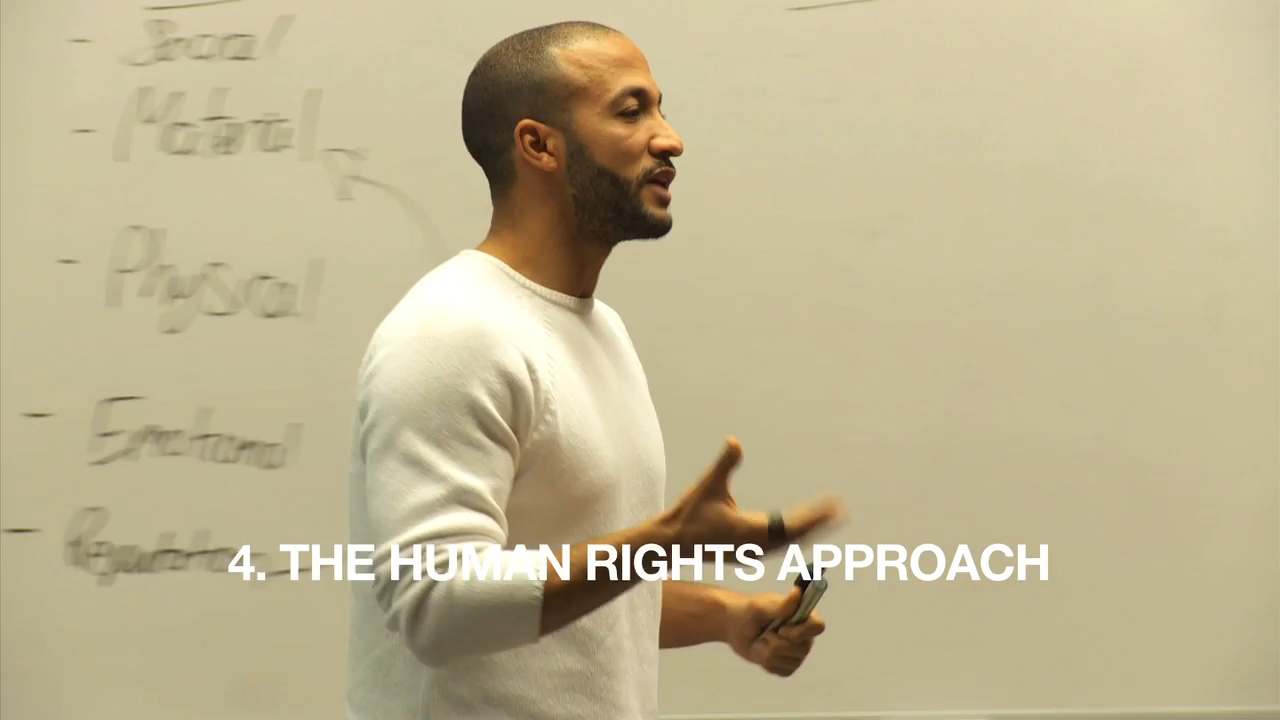 - Social
- Material
- Physical
- Emotional
4. THE HUMAN RIGHTS APPROACH